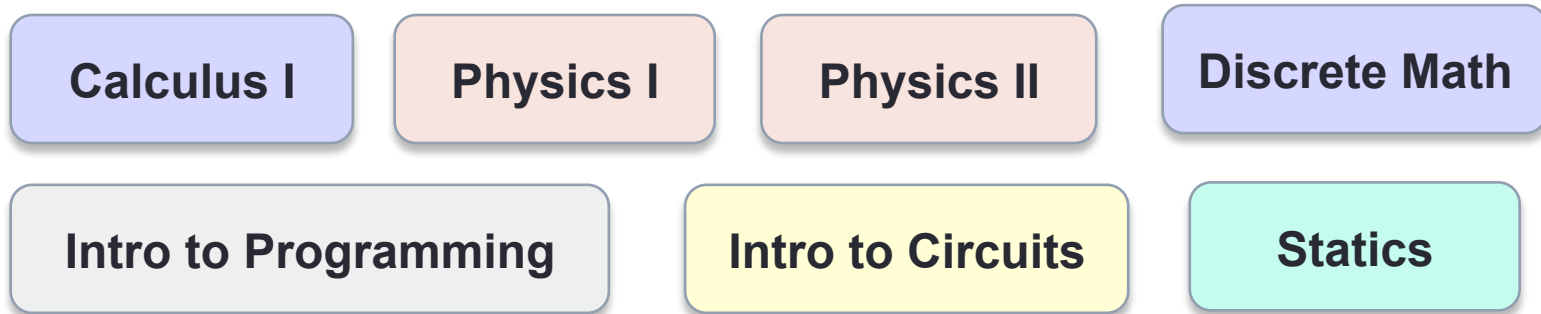 Calculus I
Physics I
Physics II
Discrete Math
Intro to Programming
Intro to Circuits
Statics